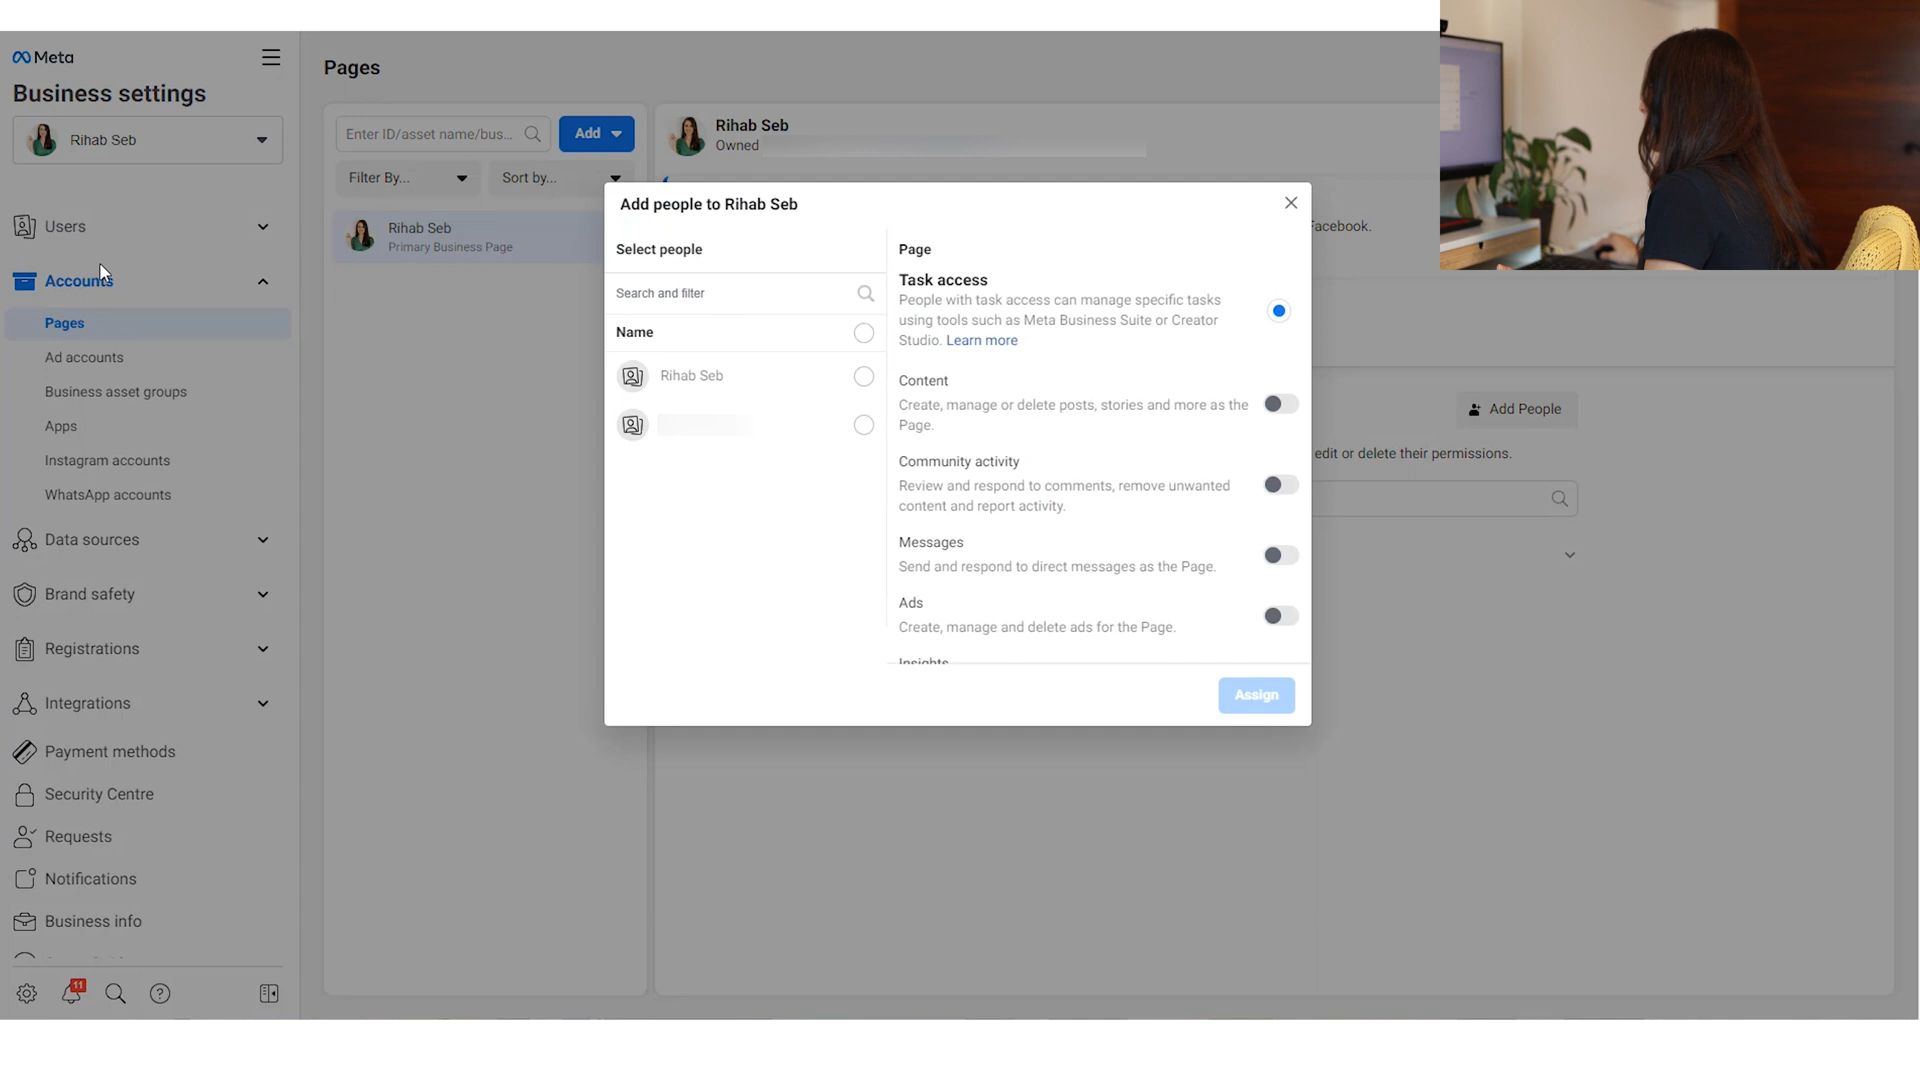 Meta
Business settings
Rihab Seb
Users
Accounts
Pages
Ad accounts
Business asset groups
Apps
Instagram accounts
WhatsApp accounts
Data sources
Brand safety
Registrations
Integrations
Payment methods
Security Centre
Requests
Notifications
Business info
11
Pages
Enter ID/asset name/bus...
Add
Filter By...
Sort by...
Rihab Seb
Primary Business Page
Rihab Seb
Owned
Facebook.
Add People
edit or delete their permissions.
Add people to Rihab Seb
Select people
Search and filter
Name
Rihab Seb
Page
Task access
People with task access can manage specific tasks
using tools such as Meta Business Suite or Creator
Studio. Learn more
Content
Create, manage or delete posts, stories and more as the
Page.
Community activity
Review and respond to comments, remove unwanted
content and report activity.
Messages
Send and respond to direct messages as the Page.
Ads
Create, manage and delete ads for the Page.
Insights
Assign